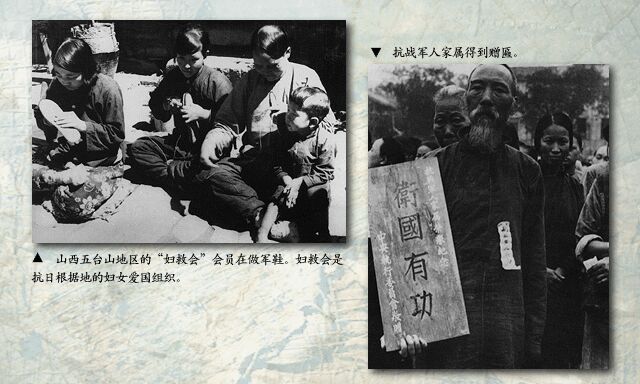 ▲ 山西五台山地区的“妇救会”会员在做军鞋。妇救会是
抗日根据地的妇女爱国组织。
▼ 抗战军人家属得到赠匾。
衛國有功